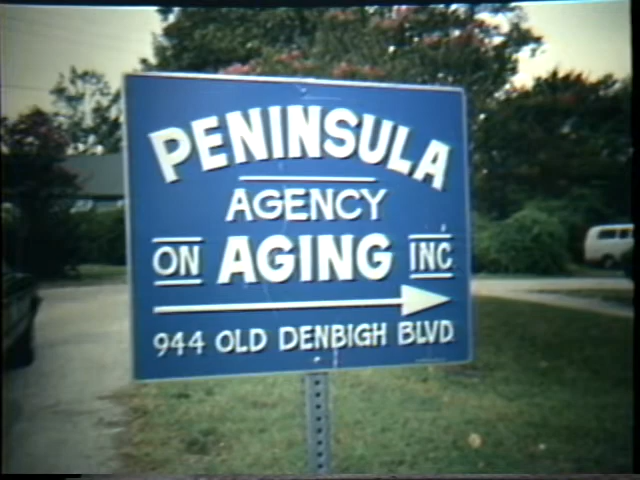 PENINSULA
AGENCY
ON AGING INC
944 OLD DENBIGH BLVD.